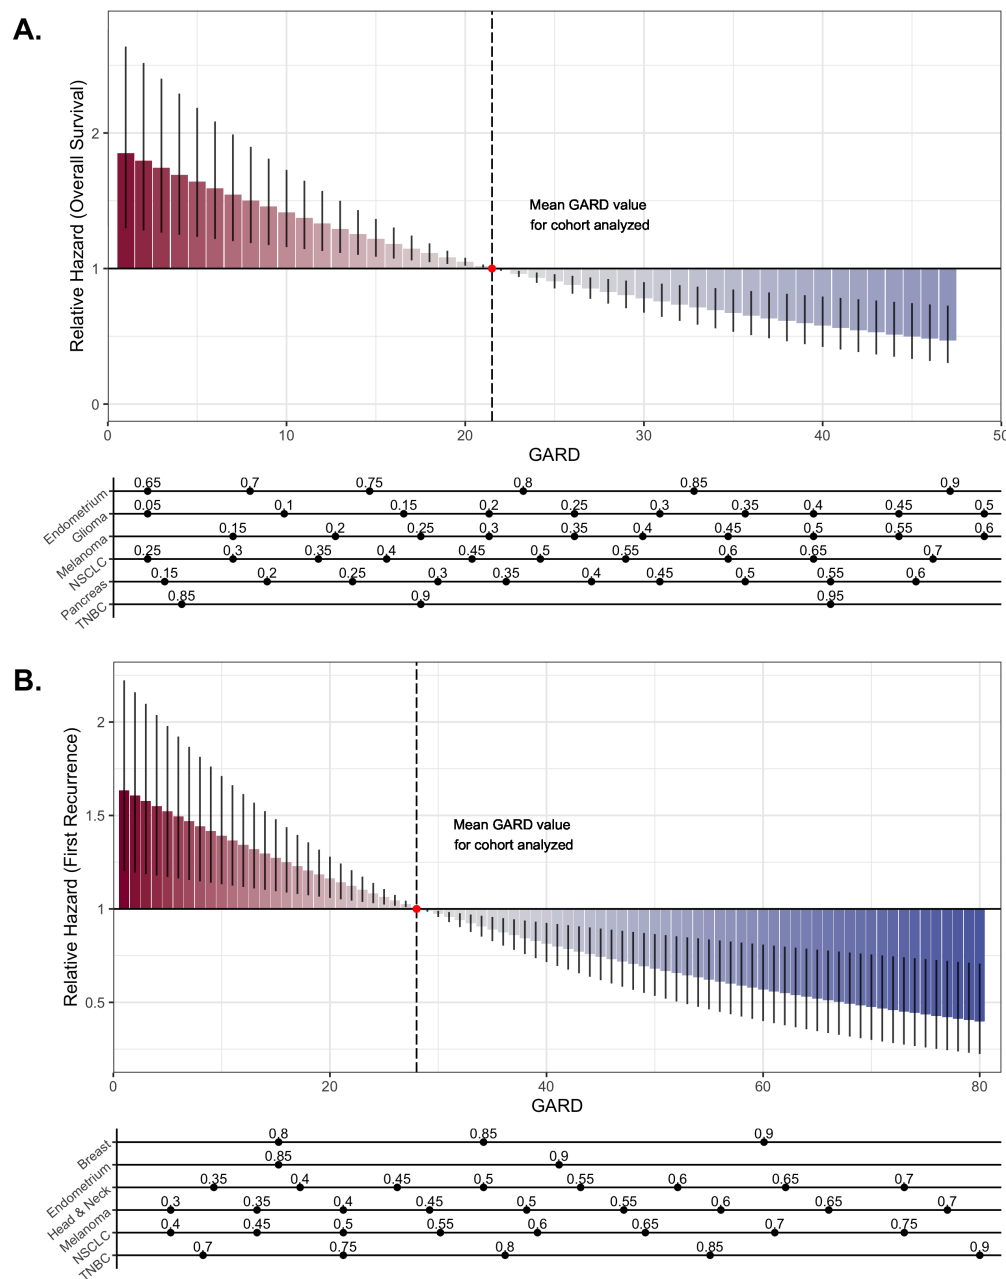 A.
Relative Hazard (Overall Survival)
2
1
0
Mean GARD value
for cohort analyzed
0 10 20 30 40 50
GARD
Endometrium 0.65 0.7 0.75 0.8 0.85 0.9
Glioma 0.05 0.1 0.15 0.2 0.25 0.3 0.35 0.4 0.45 0.5
Melanoma 0.15 0.2 0.25 0.3 0.35 0.4 0.45 0.5 0.55 0.6
NSCLC 0.25 0.3 0.35 0.4 0.45 0.5 0.55 0.6 0.65 0.7
Pancreas 0.15 0.2 0.25 0.3 0.35 0.4 0.45 0.5 0.55 0.6
TNBC 0.85 0.9 0.95
B.
Relative Hazard (First Recurrence)
2
1.5
1
0.5
Mean GARD value
for cohort analyzed
0 20 40 60 80
GARD
Breast 0.8 0.85 0.9
Endometrium 0.85 0.9
Head & Neck 0.35 0.4 0.45 0.5 0.55 0.6 0.65 0.7
Melanoma 0.3 0.35 0.4 0.45 0.5 0.55 0.6 0.65 0.7
NSCLC 0.4 0.45 0.5 0.55 0.6 0.65 0.7 0.75
TNBC 0.7 0.75 0.8 0.85 0.9